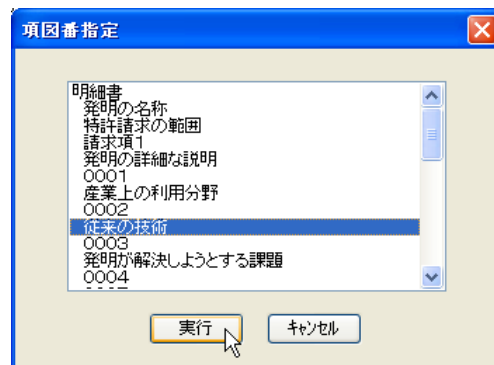 項図番指定
明細書
発明の名称
特許請求の範囲
請求項1
発明の詳細な説明
0001
産業上の利用分野
0002
従来の技術
0003
発明が解決しようとする課題
0004
実行
キャンセル